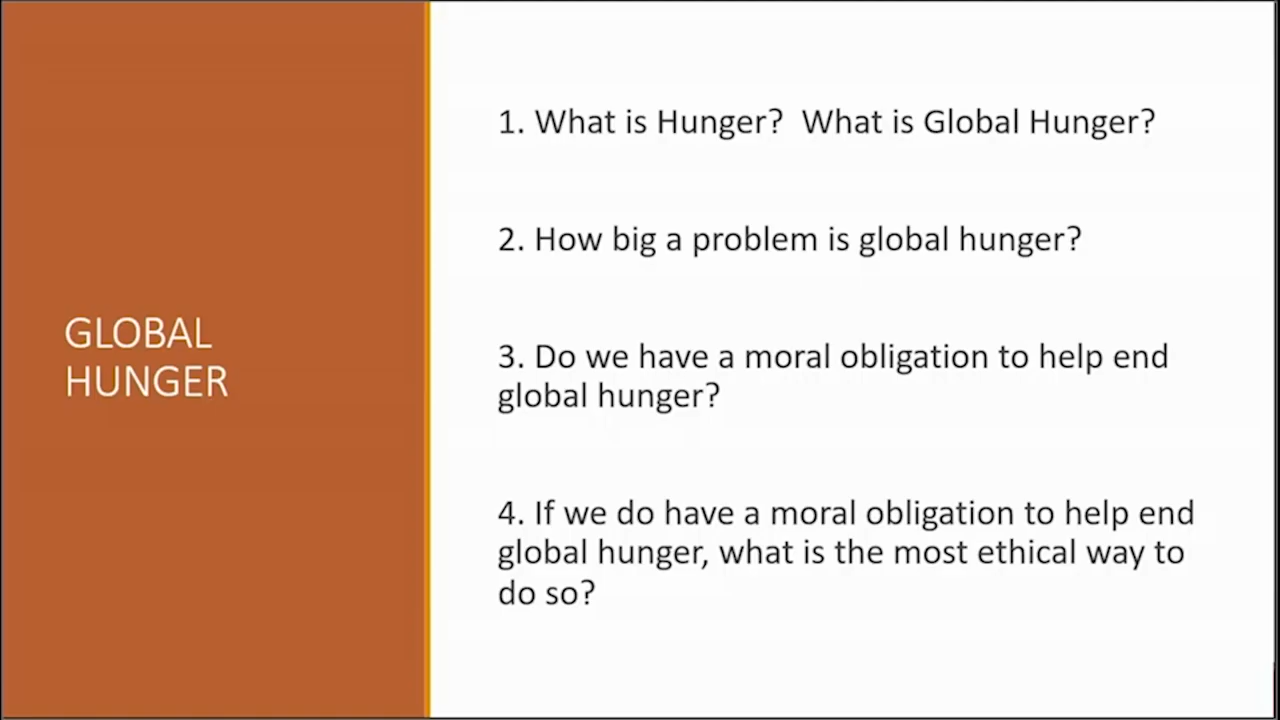 GLOBAL
HUNGER
1. What is Hunger?  What is Global Hunger?
2. How big a problem is global hunger?
3. Do we have a moral obligation to help end
global hunger?
4. If we do have a moral obligation to help end
global hunger, what is the most ethical way to
do so?